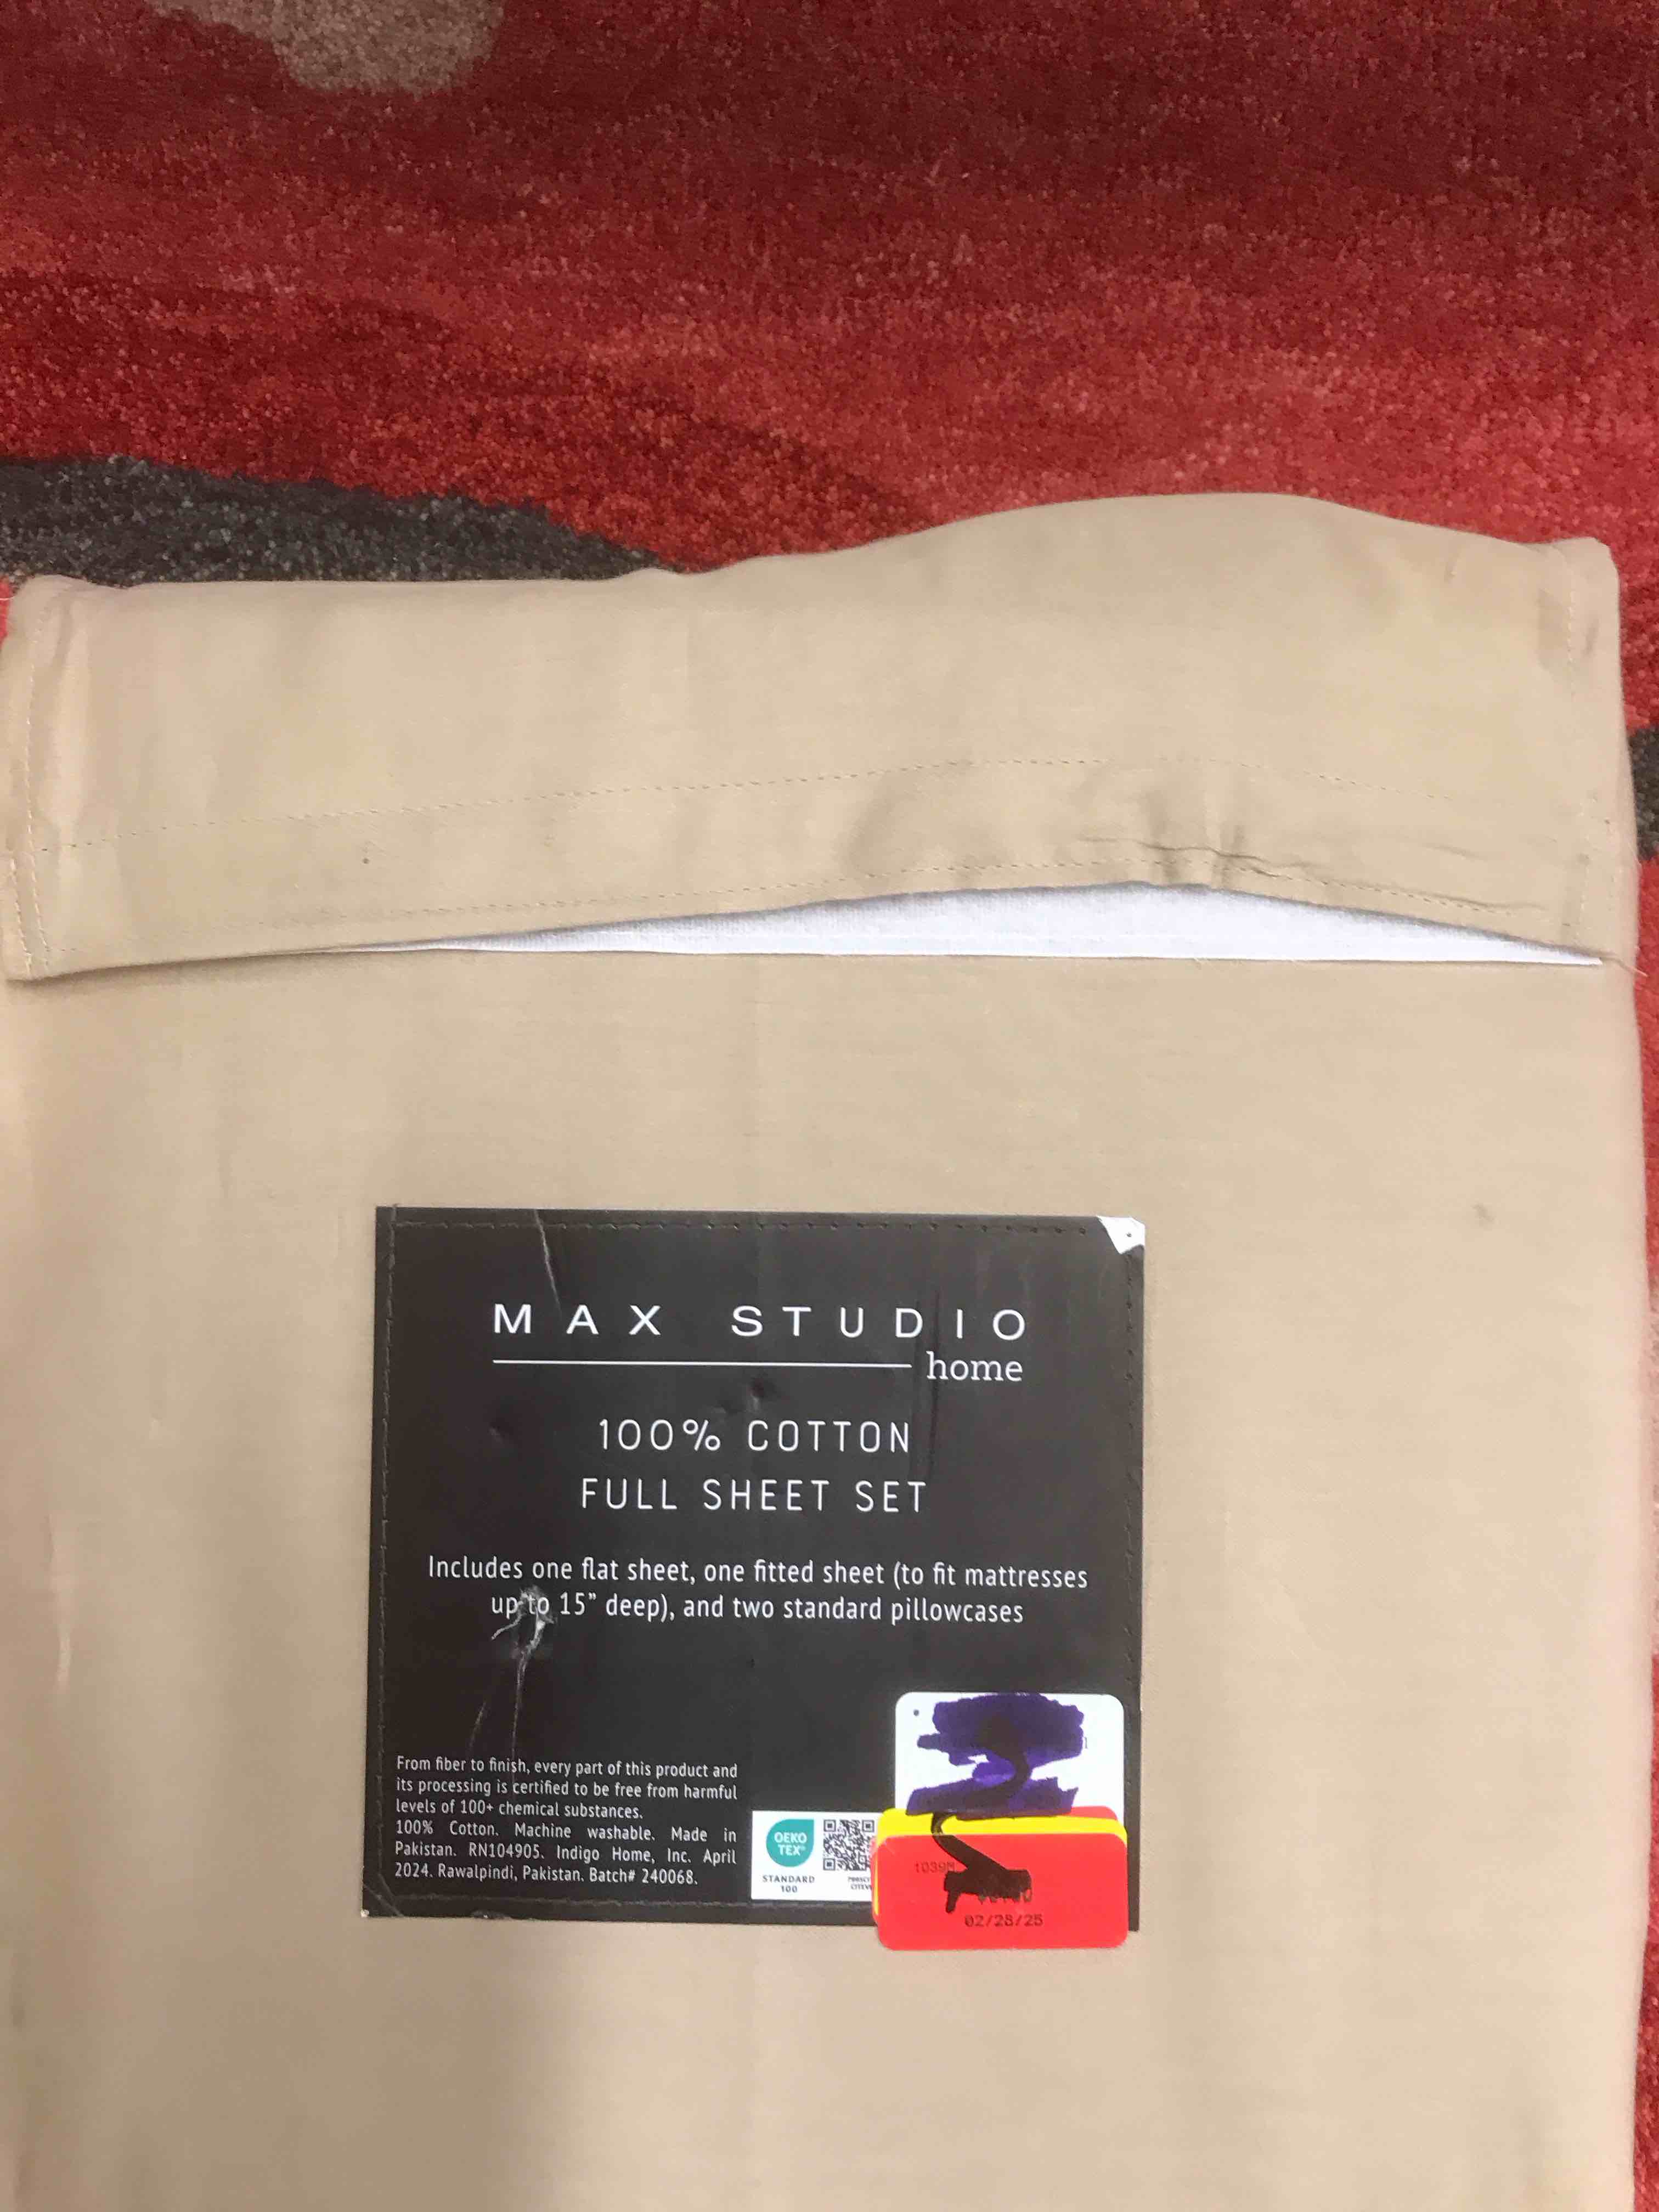 MAX STUDIO
home
100% COTTON
FULL SHEET SET
Includes one flat sheet, one fitted sheet (to fit mattresses
up to 15” deep), and two standard pillowcases
From fiber to finish, every part of this product and
its processing is certified to be free from harmful
levels of 100+ chemical substances.
100% Cotton. Machine washable. Made in
Pakistan. RN104905. Indigo Home, Inc. April
2024. Rawalpindi, Pakistan. Batch# 240068.
OEKO
TEX®
STANDARD
100
1039M
02/28/25